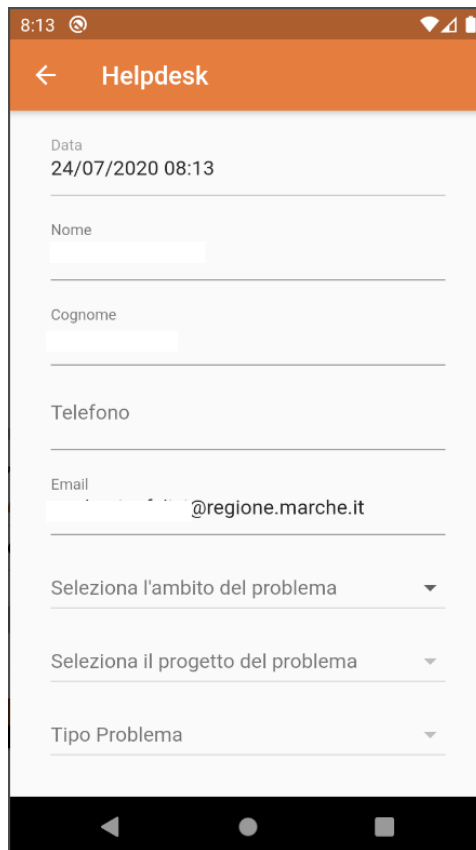 8:13
Helpdesk
Data
24/07/2020 08:13
Nome
Cognome
Telefono
Email
@regione.marche.it
Seleziona l'ambito del problema
Seleziona il progetto del problema
Tipo Problema